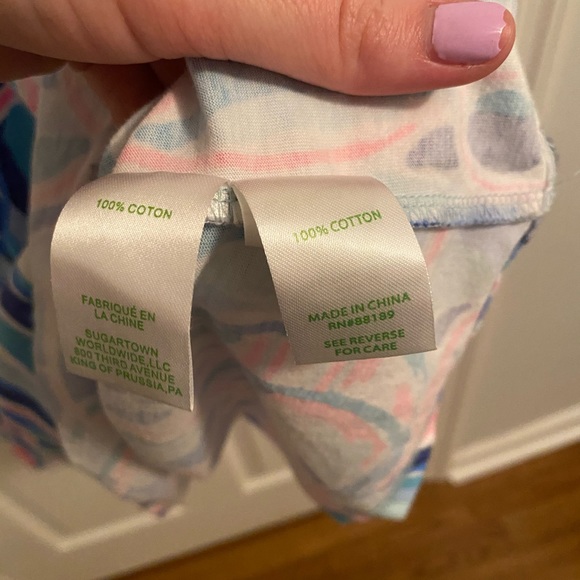 100% COTON
FABRIQUÉ EN
LA CHINE
SUGARTOWN
WORLDWIDE,LLC
800 THIRD AVENUE
KING OF PRUSSIA,PA
100% COTTON
MADE IN CHINA
RN#88189
SEE REVERSE
FOR CARE